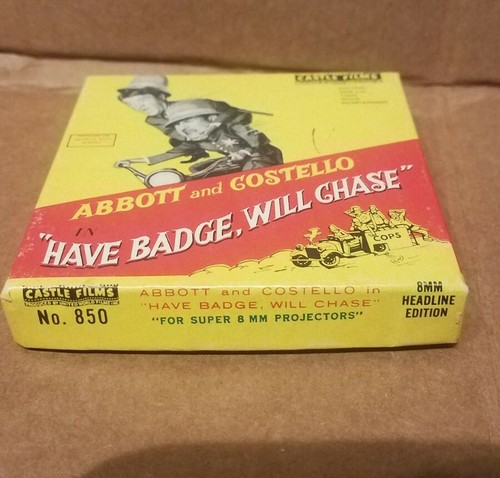 CASTLE FILMS
ABBOTT and COSTELLO
IN
"HAVE BADGE, WILL CHASE"
COPS
CASTLE FILMS
No. 850
ABBOTT and COSTELLO in
"HAVE BADGE, WILL CHASE"
"FOR SUPER 8 MM PROJECTORS"
8MM
HEADLINE
EDITION